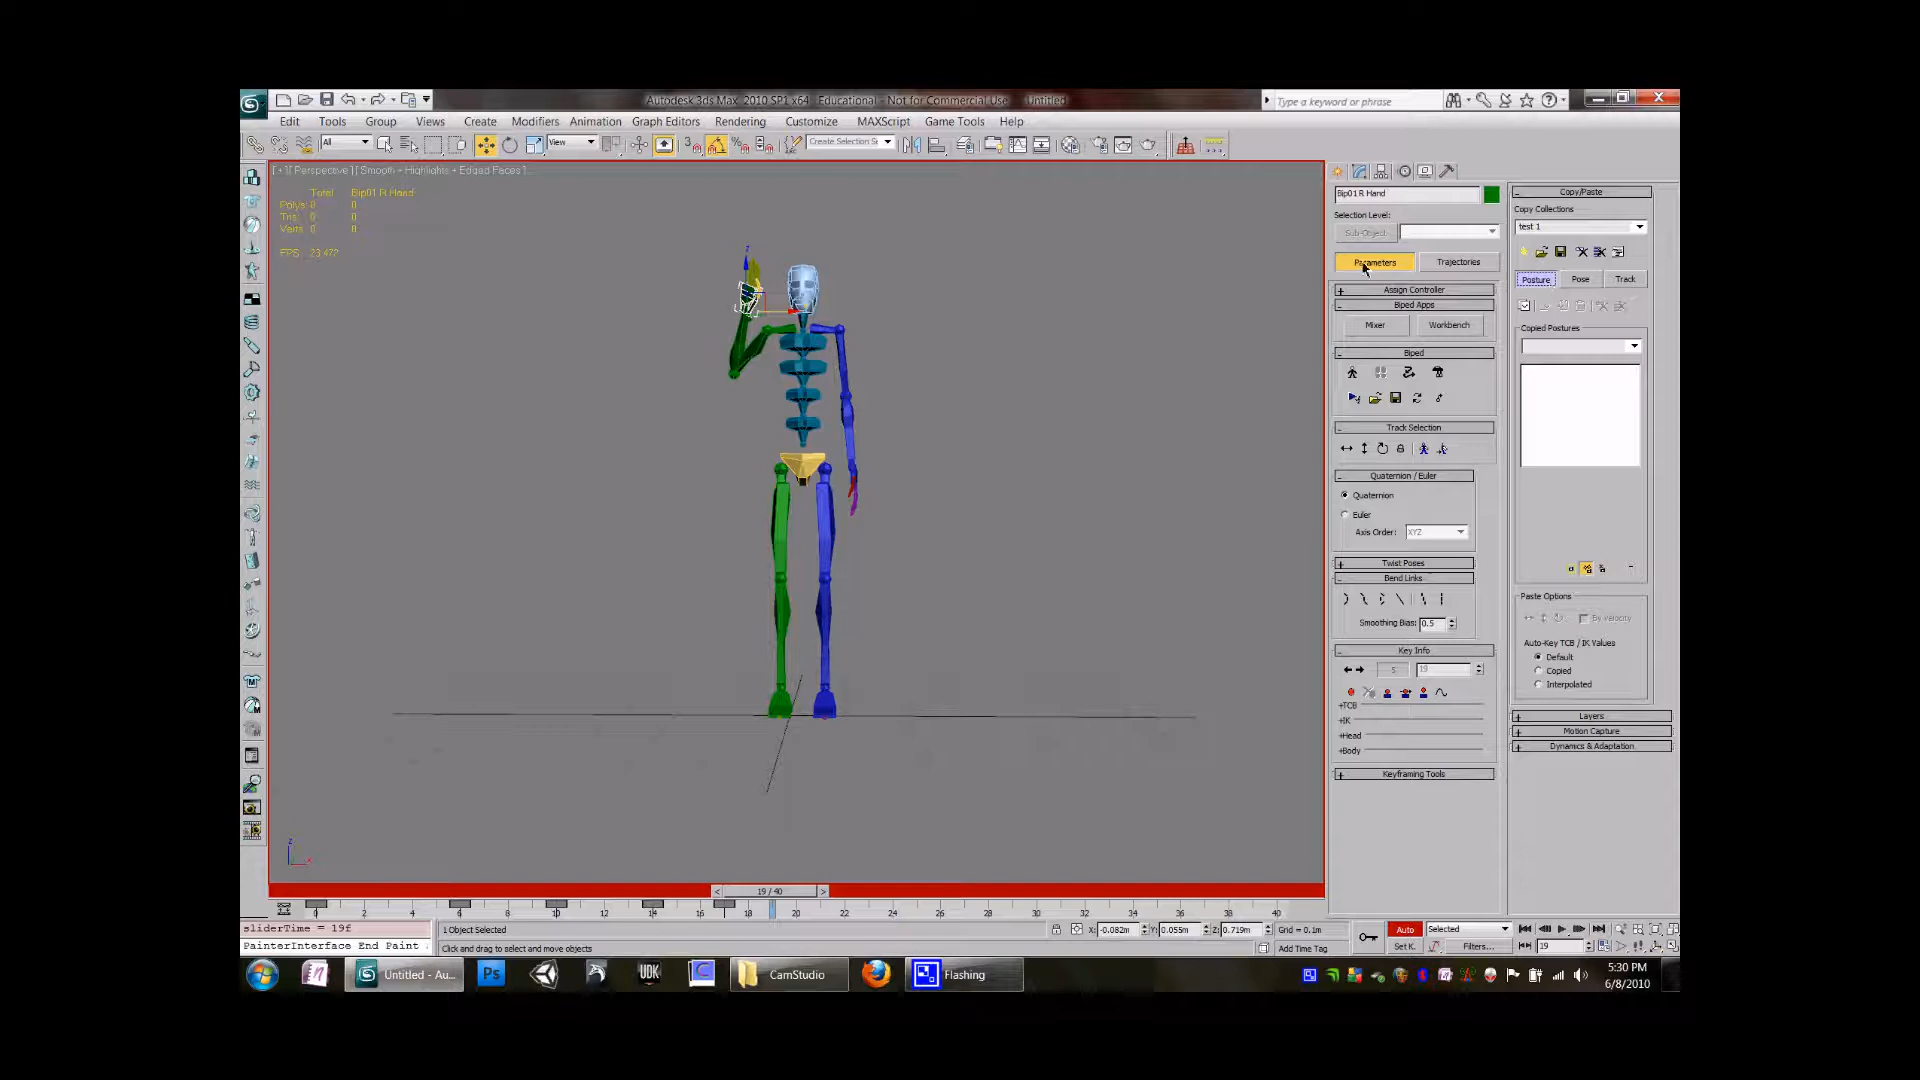 Autodesk 3ds Max 2010 SP1 x64 Educational - Not for Commercial Use Untitled
Type a keyword or phrase
Edit Tools Group Views Create Modifiers Animation Graph Editors Rendering Customize MAXScript Game Tools Help
All
View
Create Selection Se
[+][Perspective][Smooth + Highlights + Edged Faces]
Total Bip01 R Hand
Polys: 0 0
Tris: 0 0
Verts: 0 0
FPS: 23.472
Bip01 R Hand
Selection Level:
Sub-Object
Parameters Trajectories
Assign Controller
Biped Apps
Mixer Workbench
Biped
Track Selection
Quaternion / Euler
Quaternion
Euler
Axis Order: XYZ
Twist Poses
Bend Links
Smoothing Bias: 0.5
Key Info
19
+TCB
+IK
+Head
+Body
Keyframing Tools
Copy/Paste
Copy Collections
test 1
Posture Pose Track
Copied Postures
Paste Options
By Velocity
Auto-Key TCB / IK Values
Default
Copied
Interpolated
Layers
Motion Capture
Dynamics & Adaptation
z
x
z
< 19 / 40 >
0 2 4 6 8 10 12 14 16 18 20 22 24 26 28 30 32 34 36 38 40
sliderTime = 19f
PainterInterface End Paint
1 Object Selected
Click and drag to select and move objects
X: -0.082m Y: 0.055m Z: 0.719m Grid = 0.1m
Add Time Tag
Auto Selected
Set K. Filters... 19
Untitled - Au...
Ps
UDK
CamStudio
Flashing
5:30 PM
6/8/2010